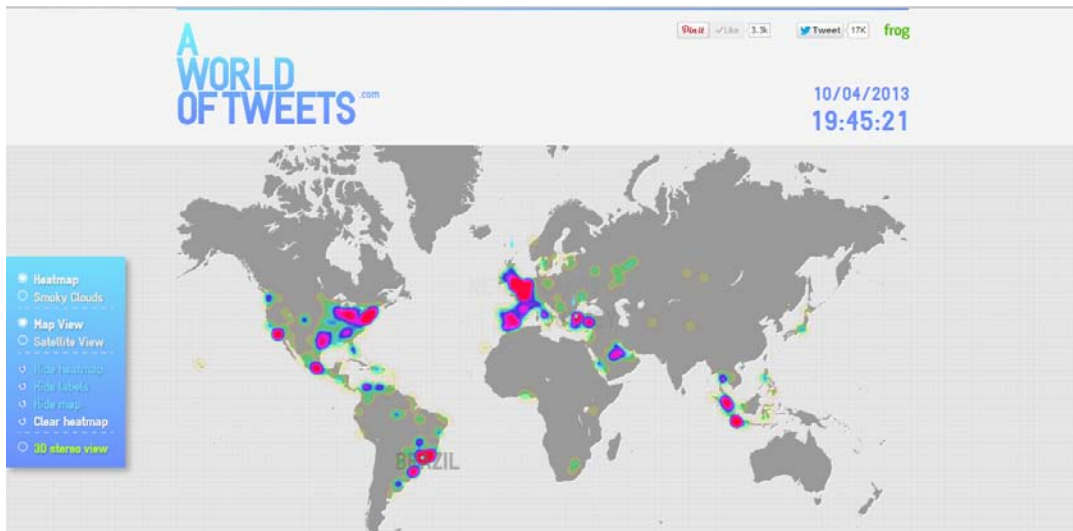 Pin it Like 3.3k Tweet 17K frog
A
WORLD
OF TWEETS .com
10/04/2013
19:45:21
Heatmap
Smoky Clouds
Map View
Satellite View
Hide heatmap
Hide labels
Hide map
Clear heatmap
3D stereo view
BRAZIL